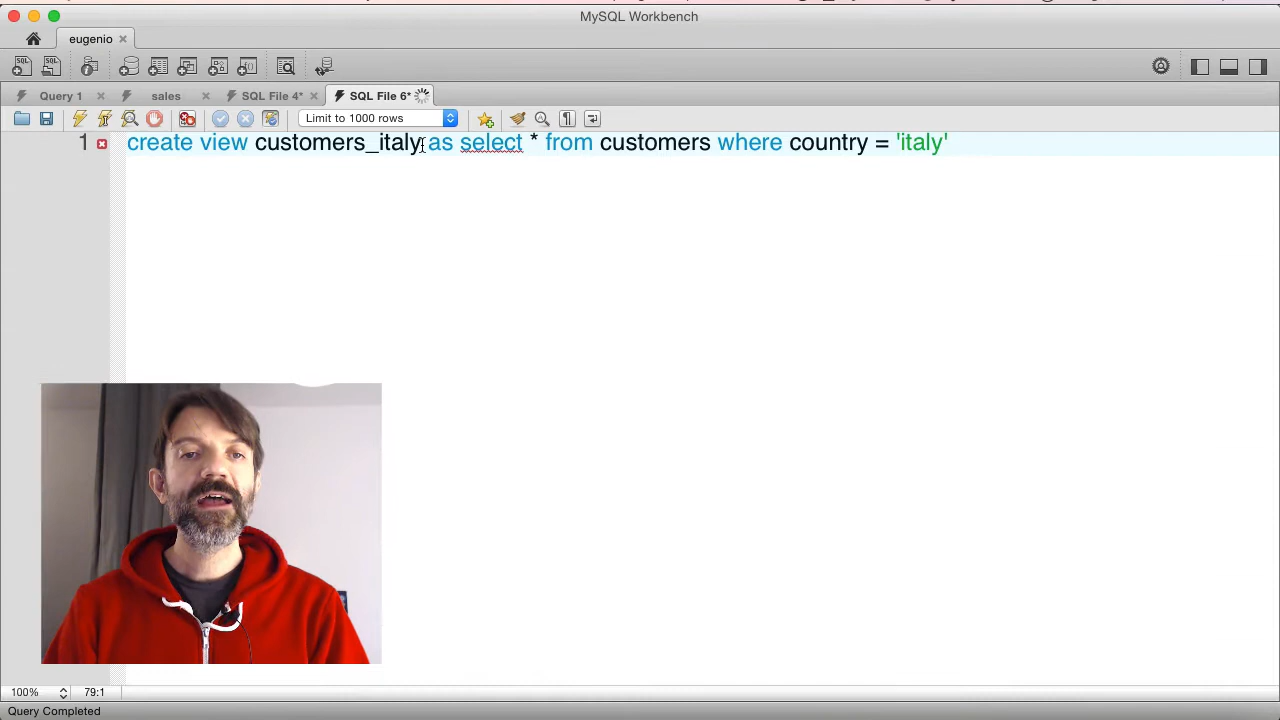 MySQL Workbench
eugenio
Query 1
sales
SQL File 4*
SQL File 6*
Limit to 1000 rows
1 create view customers_italy as select * from customers where country = 'italy'
100%
79:1
Query Completed